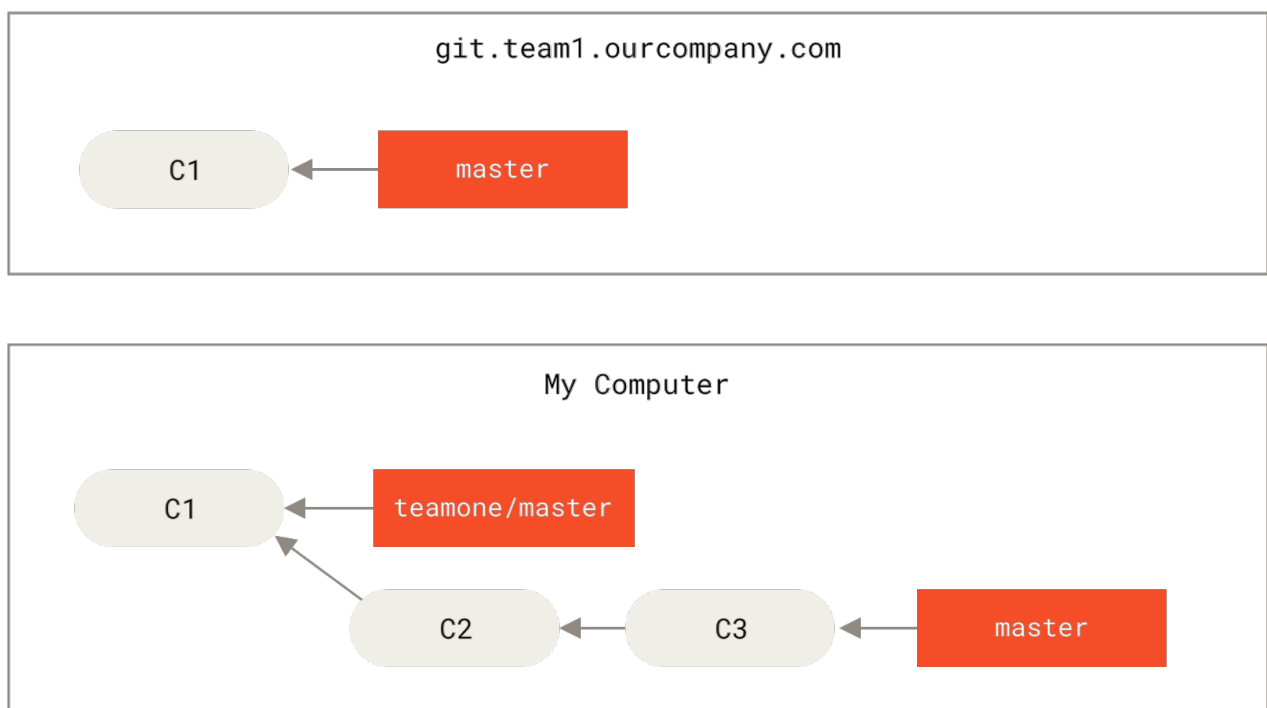 git.team1.ourcompany.com
C1
master
My Computer
C1
teamone/master
C2
C3
master